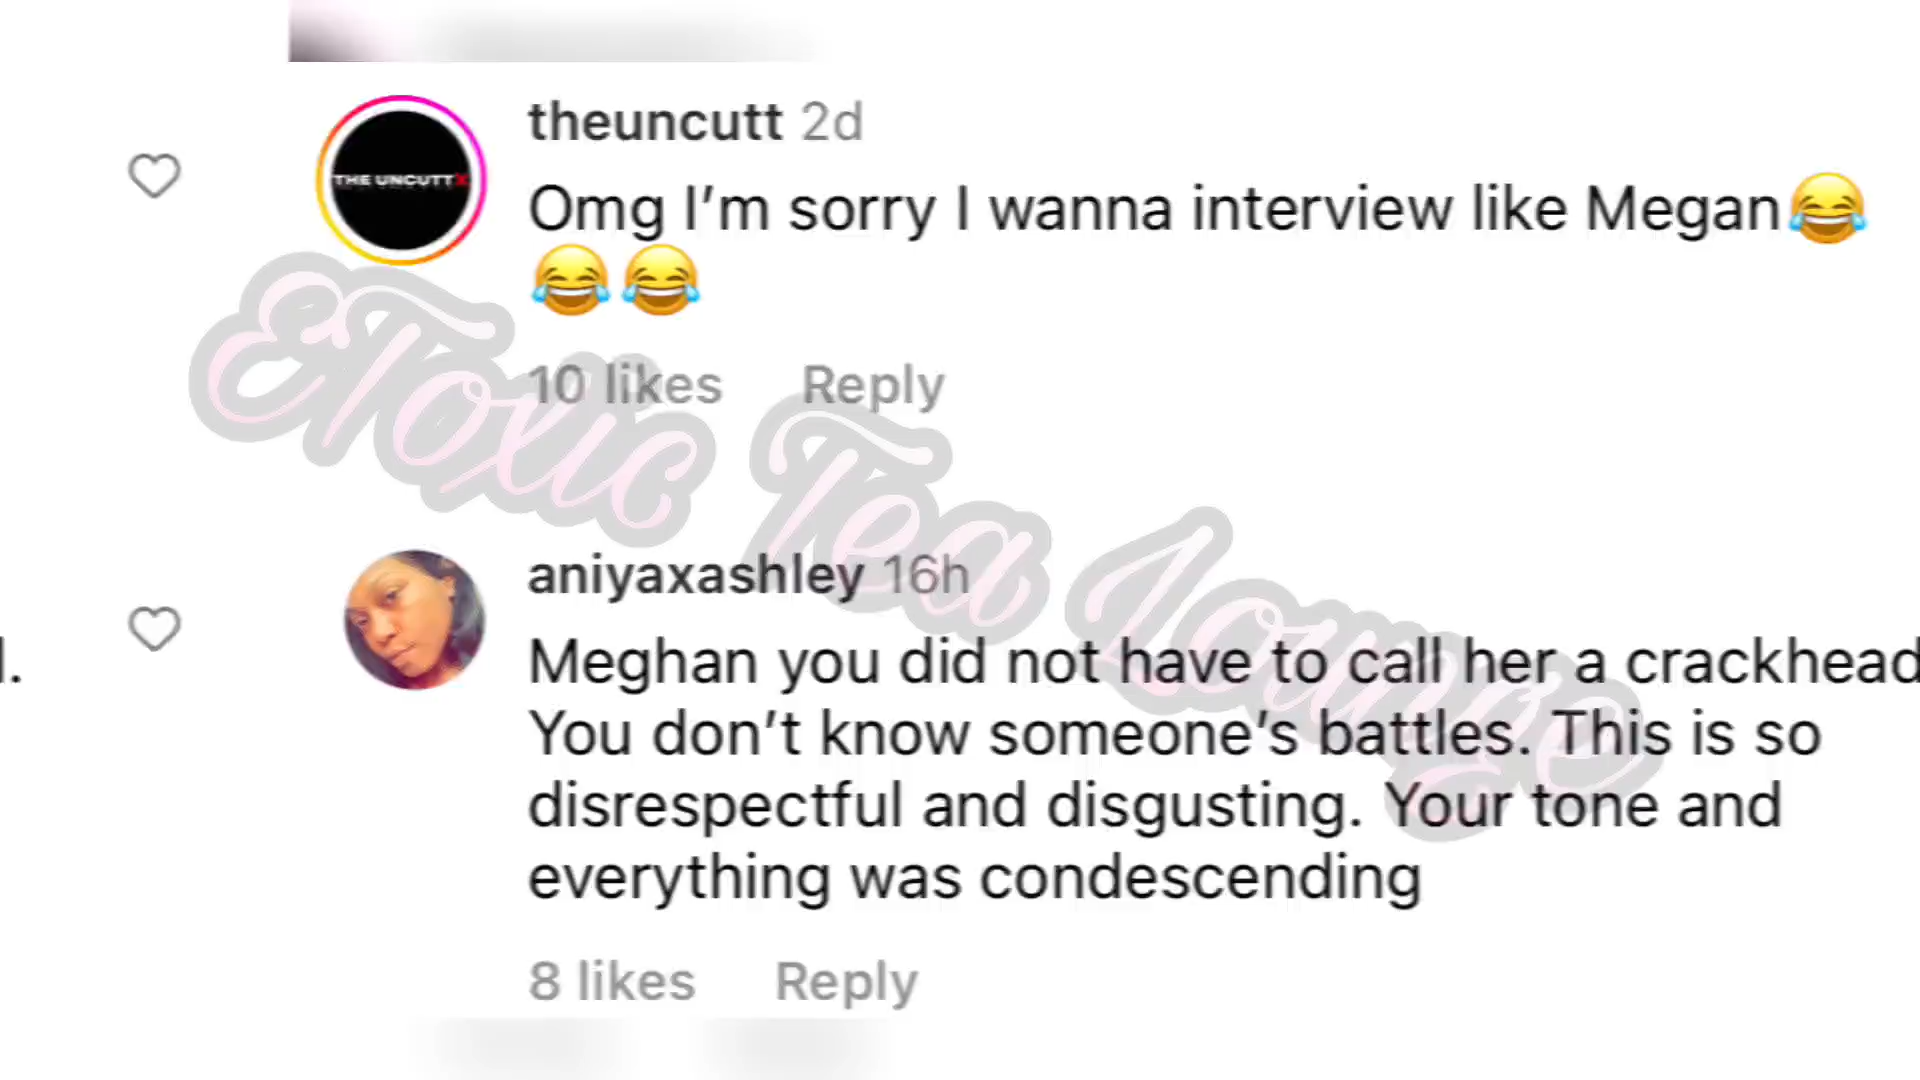 theuncutt 2d
THE UNCUTTX
Omg I’m sorry I wanna interview like Megan😂
😂😂
10 likes Reply
EToxic Tea Lounge
aniyaxashley 16h
l.
Meghan you did not have to call her a crackhead
You don’t know someone’s battles. This is so
disrespectful and disgusting. Your tone and
everything was condescending
8 likes Reply